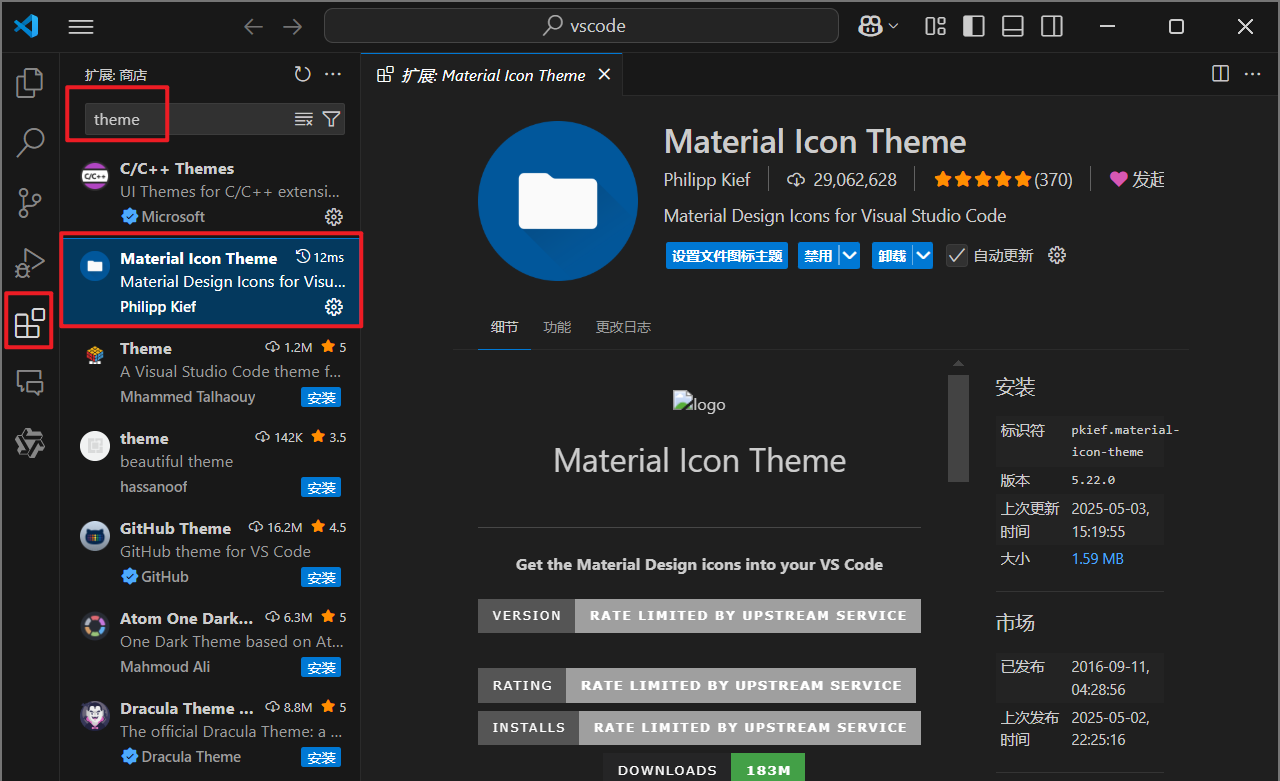 vscode
扩展: 商店
theme
C/C++ Themes
UI Themes for C/C++ extensi...
Microsoft
Material Icon Theme 12ms
Material Design Icons for Visu...
Philipp Kief
Theme 1.2M 5
A Visual Studio Code theme f...
Mhammed Talhaouy 安装
theme 142K 3.5
beautiful theme
hassanoof 安装
GitHub Theme 16.2M 4.5
GitHub theme for VS Code
GitHub 安装
Atom One Dark... 6.3M 5
One Dark Theme based on At...
Mahmoud Ali 安装
Dracula Theme ... 8.8M 5
The official Dracula Theme: a ...
Dracula Theme 安装
扩展: Material Icon Theme
Material Icon Theme
Philipp Kief 29,062,628 (370) 发起
Material Design Icons for Visual Studio Code
设置文件图标主题 禁用 卸载 自动更新
细节 功能 更改日志
logo
Material Icon Theme
Get the Material Design icons into your VS Code
VERSION RATE LIMITED BY UPSTREAM SERVICE
RATING RATE LIMITED BY UPSTREAM SERVICE
INSTALLS RATE LIMITED BY UPSTREAM SERVICE
DOWNLOADS 183M
安装
标识符 pkief.material-
icon-theme
版本 5.22.0
上次更新 2025-05-03,
时间 15:19:55
大小 1.59 MB
市场
已发布 2016-09-11,
04:28:56
上次发布 2025-05-02,
时间 22:25:16